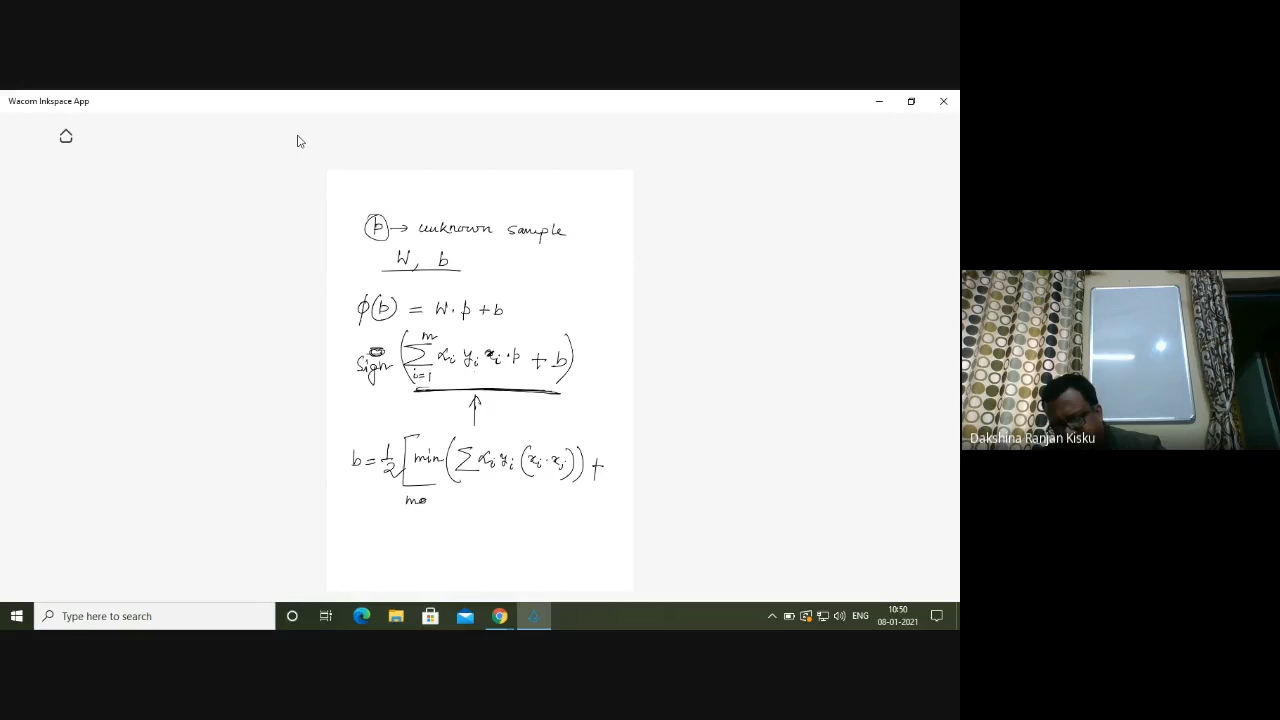 Wacom Inkspace App
p → unknown sample
W, b
φ(p) = W·p + b
Sign (∑ᵢ₌₁ᵐ αᵢ yᵢ xᵢ·p + b)
b = 1/2 [min (∑ αᵢ yᵢ (xᵢ·xⱼ)) +
Dakshina Ranjan Kisku
Type here to search
ENG
10:50
08-01-2021